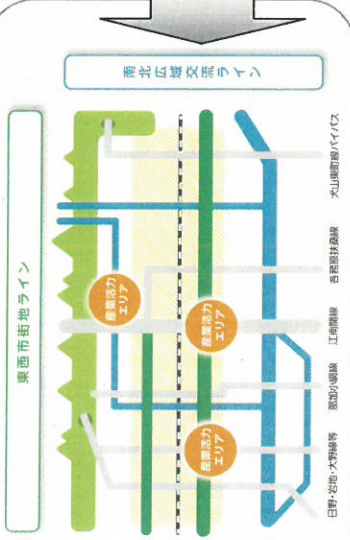 南北広域交流ライン
東西市街地ライン
犬山東町線バイパス
各務原扶桑線
江南関線
那加小網線
日野・岩地・大野線等
産業活力
エリア
産業活力
エリア
産業活力
エリア